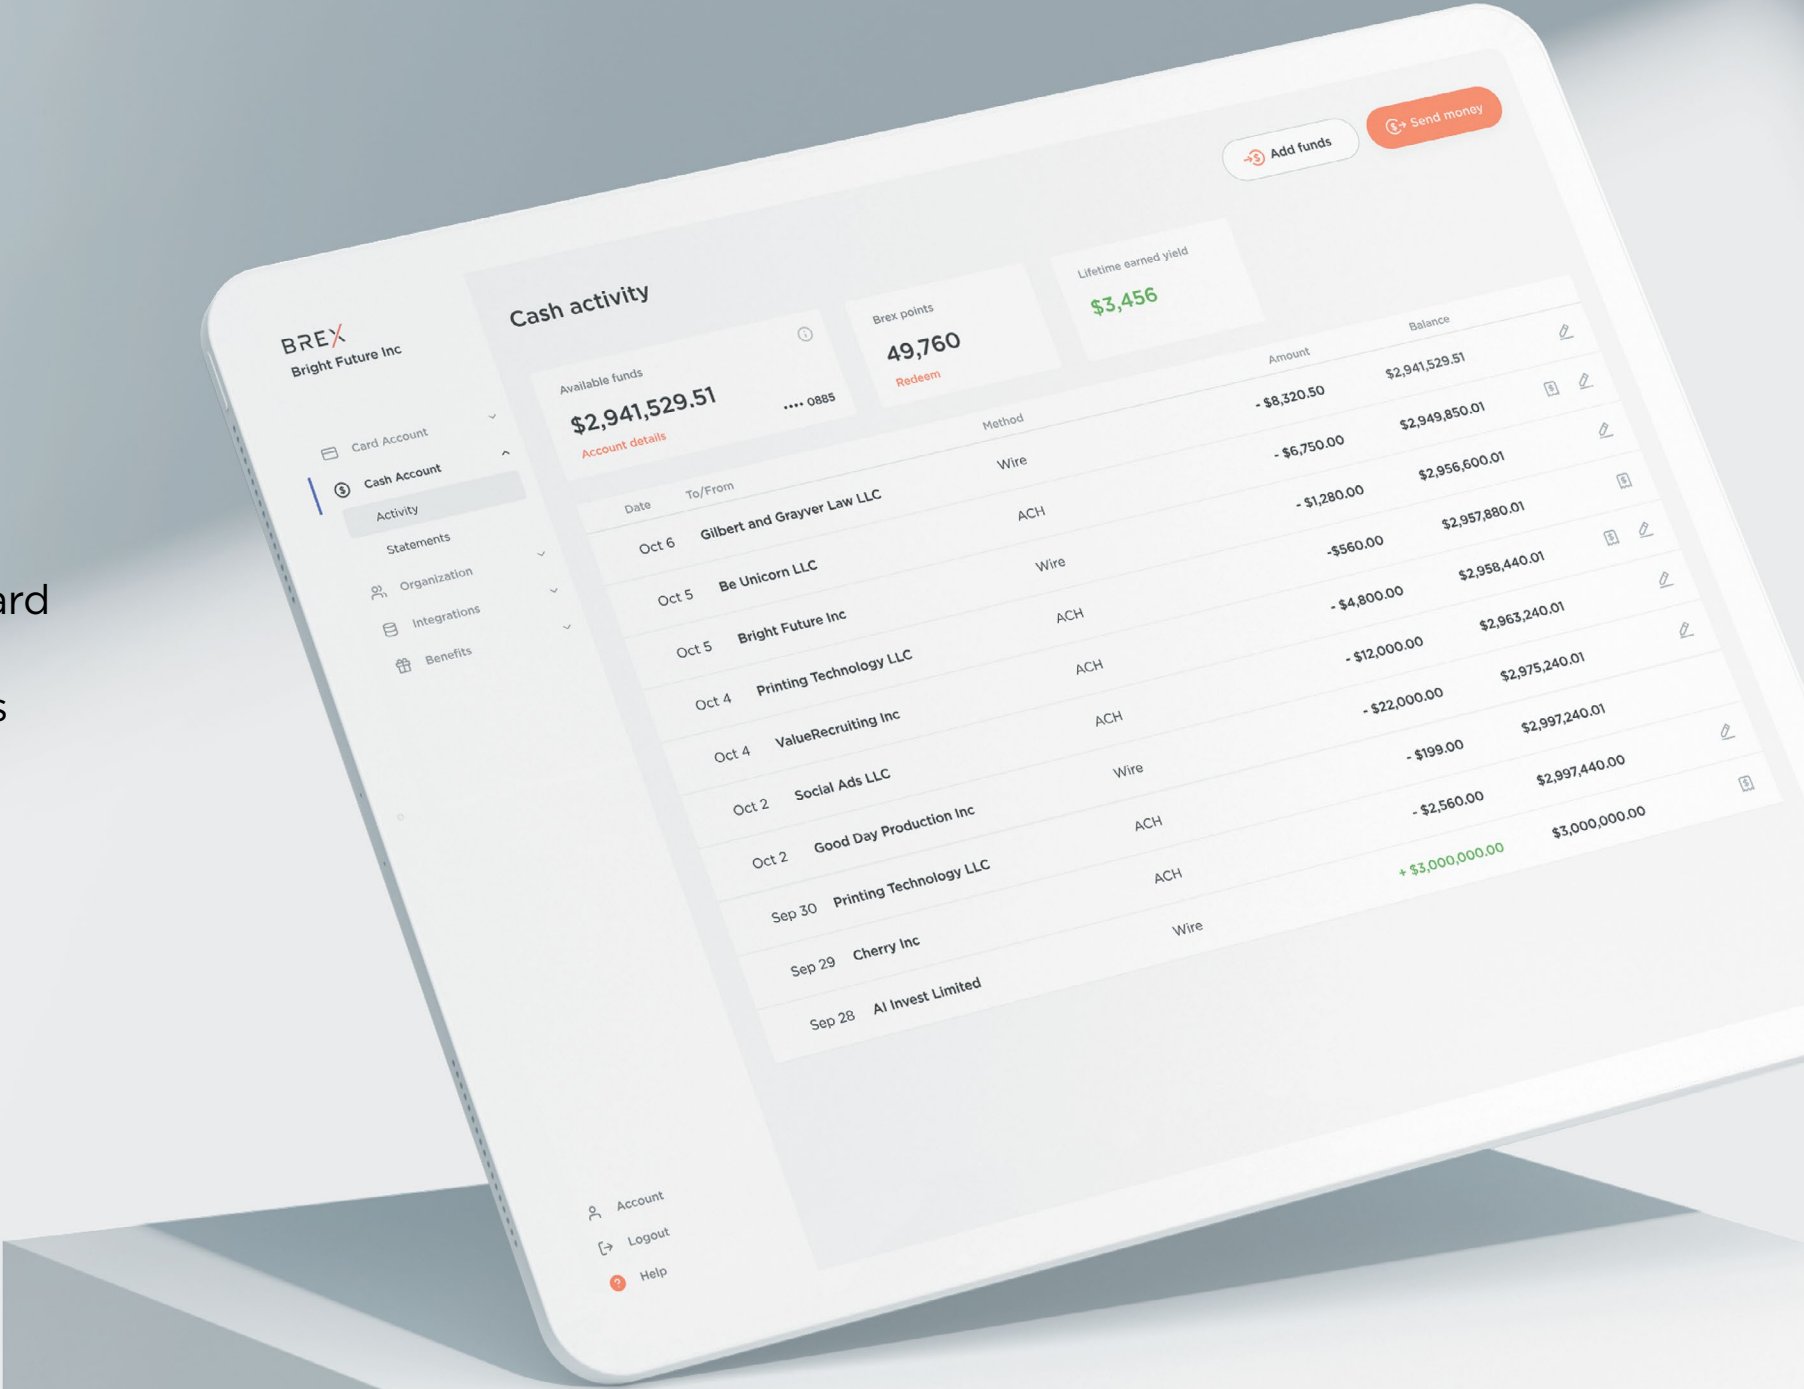 ard
s
BREX
Bright Future Inc
Card Account
Cash Account
Activity
Statements
Organization
Integrations
Benefits
Account
Logout
Help
Add funds
Send money
Cash activity
Available funds
$2,941,529.51
•••• 0885
Account details
Brex points
49,760
Redeem
Lifetime earned yield
$3,456
Date To/From Method Amount Balance
Oct 6 Gilbert and Grayver Law LLC Wire - $8,320.50 $2,941,529.51
Oct 5 Be Unicorn LLC ACH - $6,750.00 $2,949,850.01
Oct 5 Bright Future Inc Wire - $1,280.00 $2,956,600.01
Oct 4 Printing Technology LLC ACH -$560.00 $2,957,880.01
Oct 4 ValueRecruiting Inc ACH - $4,800.00 $2,958,440.01
Oct 2 Social Ads LLC ACH - $12,000.00 $2,963,240.01
Oct 2 Good Day Production Inc Wire - $22,000.00 $2,975,240.01
Sep 30 Printing Technology LLC ACH - $199.00 $2,997,240.01
Sep 29 Cherry Inc ACH - $2,560.00 $2,997,440.00
Sep 28 AI Invest Limited Wire + $3,000,000.00 $3,000,000.00